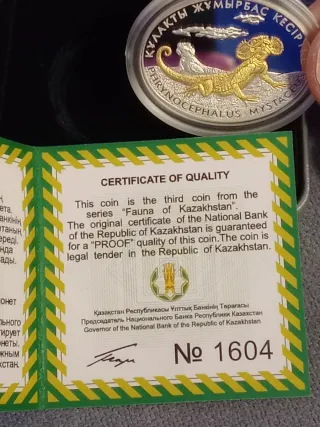 ҚҰЛАҚТЫ ЖҰМЫРБАС КЕСІР
PHRYNOCEPHALUS MYSTAC
CERTIFICATE OF QUALITY
This coin is the third coin from the
series "Fauna of Kazakhstan".
The original certificate of the National Bank
of the Republic of Kazakhstan is guaranteed
for a "PROOF" quality of this coin.The coin is
legal tender in the Republic of Kazakhstan.
Қазақстан Республикасы Ұлттық Банкінің Төрағасы
Председатель Национального Банка Республики Казахстан
Governor of the National Bank of the Republic of Kazakhstan
№ 1604